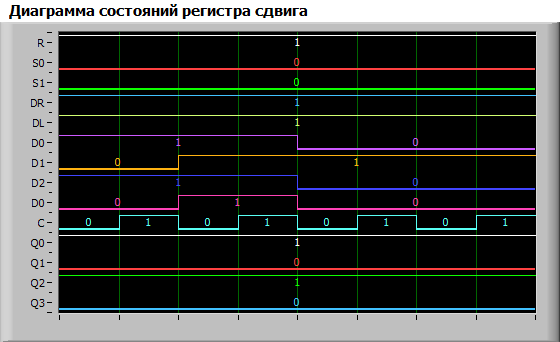 Диаграмма состояний регистра сдвига
R 1
S0 0
S1 0
DR 1
DL 1
D0 1 0
D1 0 1
D2 1 0
D0 0 1 0
C 0 1 0 1 0 1 0 1
Q0 1
Q1 0
Q2 1
Q3 0